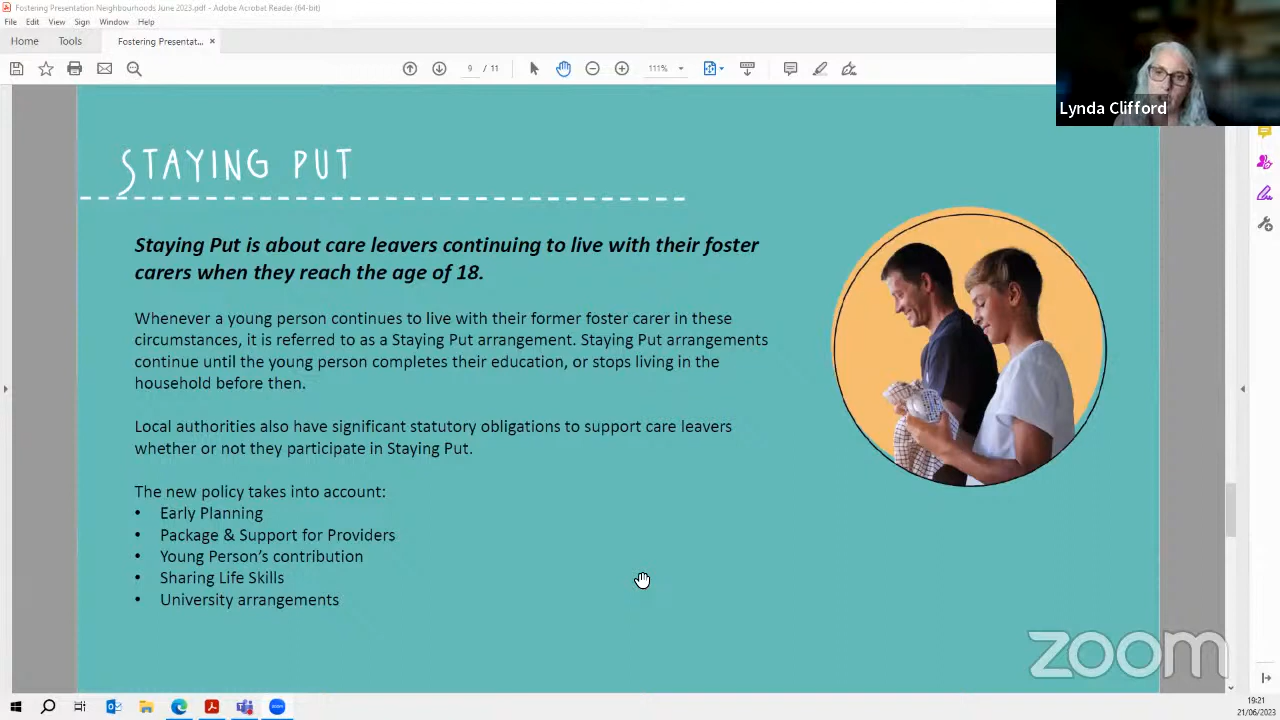 Fostering Presentation Neighbourhoods June 2023.pdf - Adobe Acrobat Reader (64-bit)
File Edit View Sign Window Help
Home Tools Fostering Presentat... ×
9 / 11 111%
Lynda Clifford
STAYING PUT
Staying Put is about care leavers continuing to live with their foster
carers when they reach the age of 18.
Whenever a young person continues to live with their former foster carer in these
circumstances, it is referred to as a Staying Put arrangement. Staying Put arrangements
continue until the young person completes their education, or stops living in the
household before then.
Local authorities also have significant statutory obligations to support care leavers
whether or not they participate in Staying Put.
The new policy takes into account:
• Early Planning
• Package & Support for Providers
• Young Person's contribution
• Sharing Life Skills
• University arrangements
zoom
19:21
21/06/2023